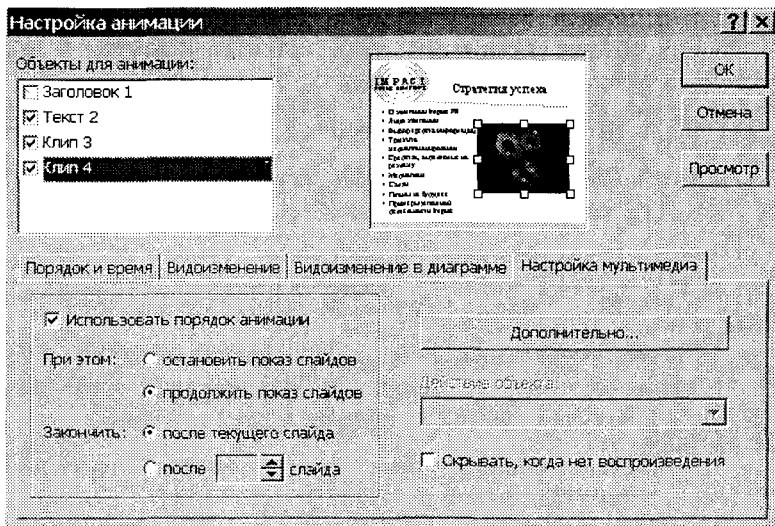 Настройка анимации
Объекты для анимации:
Заголовок 1
Текст 2
Клип 3
Клип 4
IMPACT
Стратегия успеха
OK
Отмена
Просмотр
Порядок и время
Видоизменение
Видоизменение в диаграмме
Настройка мультимедиа
Использовать порядок анимации
При этом:
остановить показ слайдов
продолжить показ слайдов
Закончить:
после текущего слайда
после слайда
Дополнительно...
Действие объекта:
Скрывать, когда нет воспроизведения